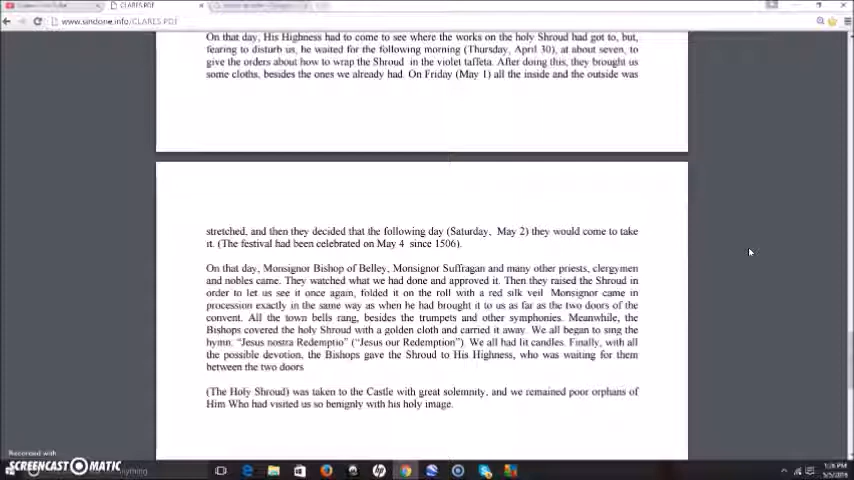 CLARES.PDF
www.sindone.info/CLARES.PDF
On that day, His Highness had to come to see where the works on the holy Shroud had got to, but,
fearing to disturb us, he waited for the following morning (Thursday, April 30), at about seven, to
give the orders about how to wrap the Shroud in the violet taffeta. After doing this, they brought us
some cloths, besides the ones we already had. On Friday (May 1) all the inside and the outside was
stretched, and then they decided that the following day (Saturday, May 2) they would come to take
it. (The festival had been celebrated on May 4 since 1506).
On that day, Monsignor Bishop of Belley, Monsignor Suffragan and many other priests, clergymen
and nobles came. They watched what we had done and approved it. Then they raised the Shroud in
order to let us see it once again, folded it on the roll with a red silk veil. Monsignor came in
procession exactly in the same way as when he had brought it to us as far as the two doors of the
convent. All the town bells rang, besides the trumpets and other symphonies. Meanwhile, the
Bishops covered the holy Shroud with a golden cloth and carried it away. We all began to sing the
hymn: "Jesus nostra Redemptio" ("Jesus our Redemption"). We all had lit candles. Finally, with all
the possible devotion, the Bishops gave the Shroud to His Highness, who was waiting for them
between the two doors.
(The Holy Shroud) was taken to the Castle with great solemnity, and we remained poor orphans of
Him Who had visited us so benignly with his holy image.
Recorded with
SCREENCAST MATIC
anything
1:26 PM